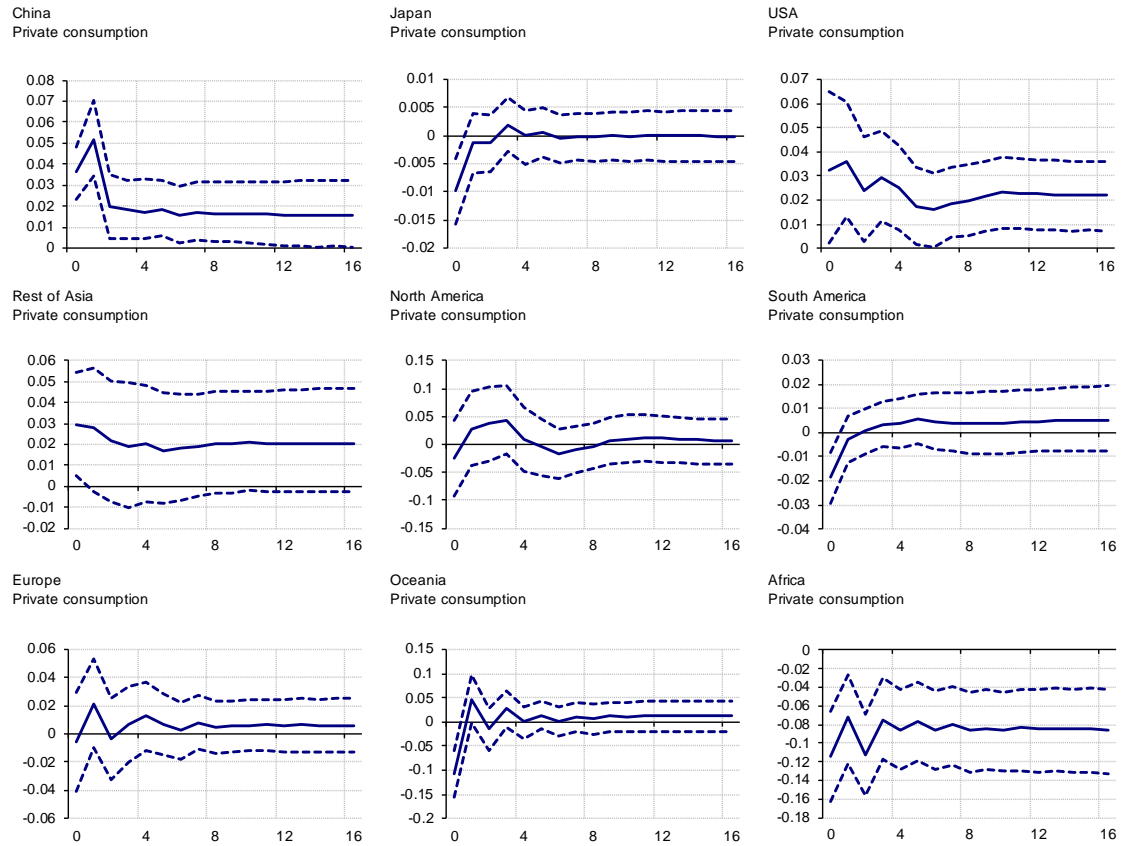 China
Private consumption
0.08
0.07
0.06
0.05
0.04
0.03
0.02
0.01
0
0 4 8 12 16
Japan
Private consumption
0.01
0.005
0
-0.005
-0.01
-0.015
-0.02
0 4 8 12 16
USA
Private consumption
0.07
0.06
0.05
0.04
0.03
0.02
0.01
0
0 4 8 12 16
Rest of Asia
Private consumption
0.06
0.05
0.04
0.03
0.02
0.01
0
-0.01
-0.02
0 4 8 12 16
North America
Private consumption
0.15
0.1
0.05
0
-0.05
-0.1
-0.15
0 4 8 12 16
South America
Private consumption
0.03
0.02
0.01
0
-0.01
-0.02
-0.03
-0.04
0 4 8 12 16
Europe
Private consumption
0.06
0.04
0.02
0
-0.02
-0.04
-0.06
0 4 8 12 16
Oceania
Private consumption
0.15
0.1
0.05
0
-0.05
-0.1
-0.15
-0.2
0 4 8 12 16
Africa
Private consumption
0
-0.02
-0.04
-0.06
-0.08
-0.1
-0.12
-0.14
-0.16
-0.18
0 4 8 12 16